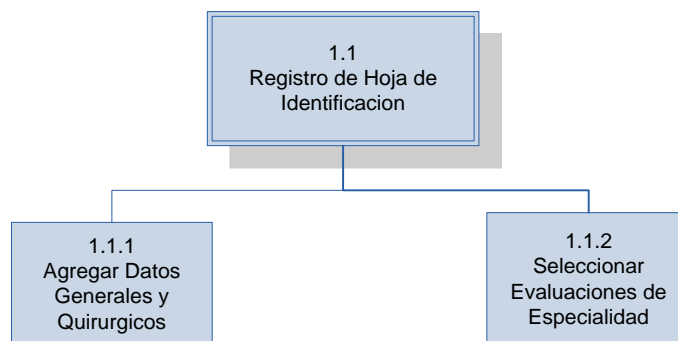 1.1
Registro de Hoja de
Identificacion
1.1.1
Agregar Datos
Generales y
Quirurgicos
1.1.2
Seleccionar
Evaluaciones de
Especialidad